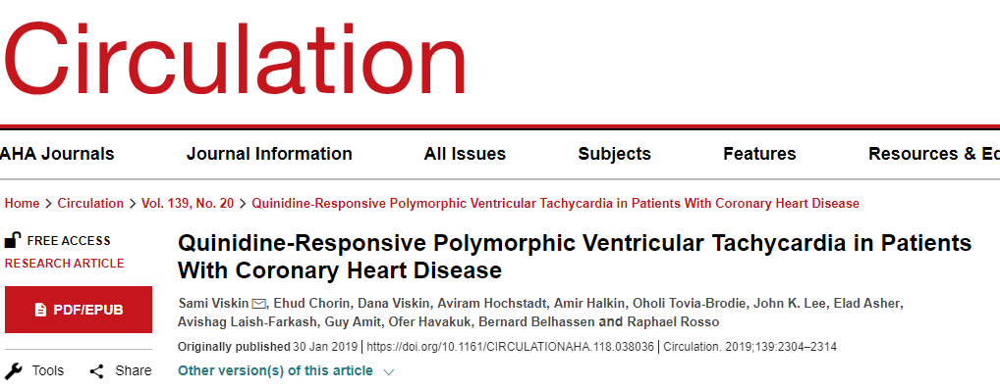 Circulation
AHA Journals Journal Information All Issues Subjects Features Resources & Ed
Home > Circulation > Vol. 139, No. 20 > Quinidine-Responsive Polymorphic Ventricular Tachycardia in Patients With Coronary Heart Disease
FREE ACCESS
RESEARCH ARTICLE
PDF/EPUB
Tools Share
Quinidine-Responsive Polymorphic Ventricular Tachycardia in Patients
With Coronary Heart Disease
Sami Viskin, Ehud Chorin, Dana Viskin, Aviram Hochstadt, Amir Halkin, Oholi Tovia-Brodie, John K. Lee, Elad Asher,
Avishag Laish-Farkash, Guy Amit, Ofer Havakuk, Bernard Belhassen and Raphael Rosso
Originally published 30 Jan 2019 | https://doi.org/10.1161/CIRCULATIONAHA.118.038036 | Circulation. 2019;139:2304–2314
Other version(s) of this article